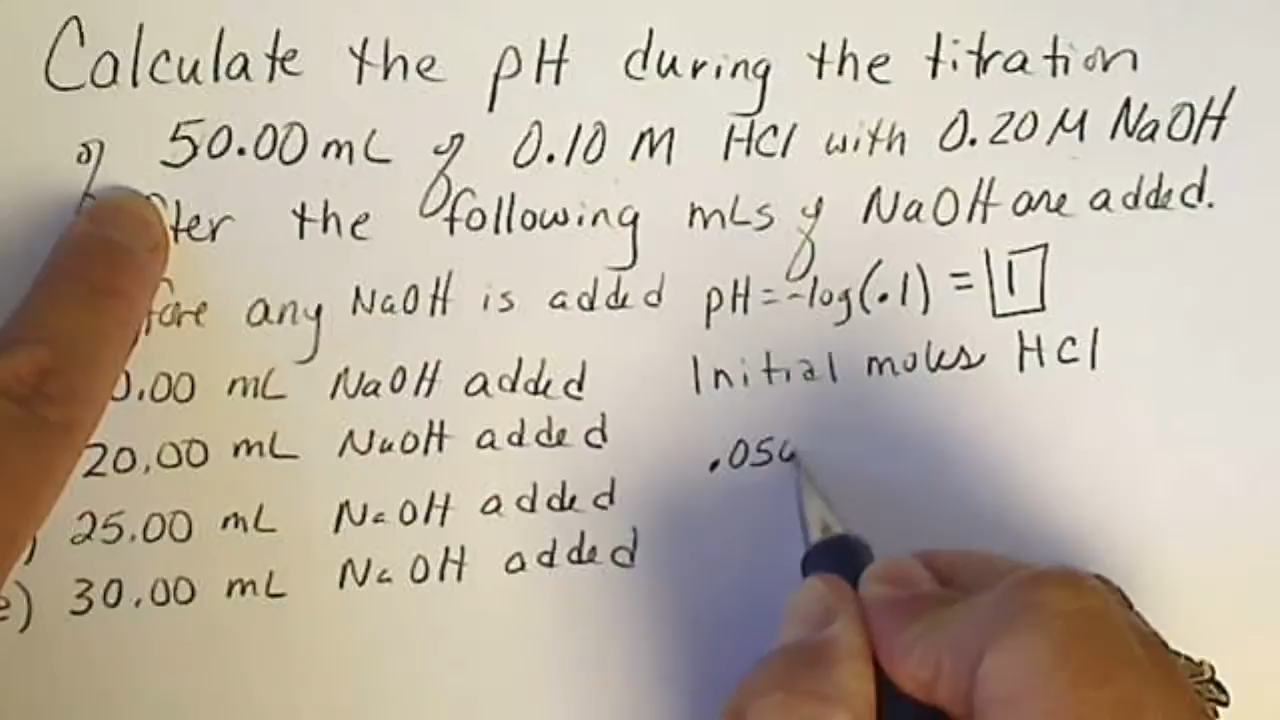 Calculate the pH during the titration
of 50.00 mL of 0.10 M HCl with 0.20 M NaOH
the following mLs of NaOH are added.
any NaOH is added pH = -log(.1) = 1
mL NaOH added Initial moles HCl
20.00 mL NaOH added .050
25.00 mL NaOH added
e) 30.00 mL NaOH added